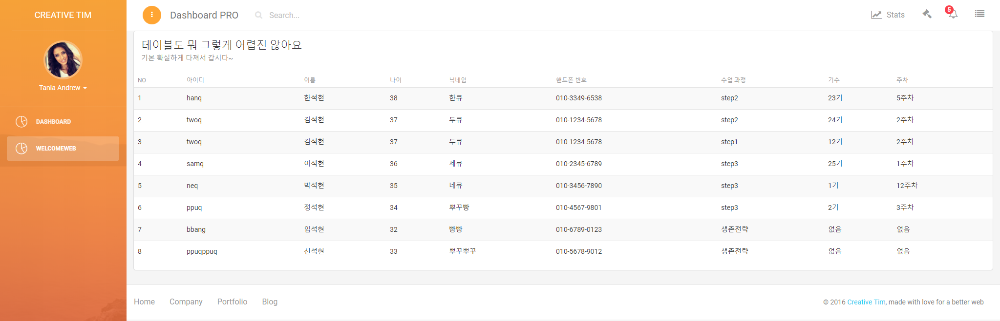 CREATIVE TIM
Tania Andrew
DASHBOARD
WELCOMEWEB
Dashboard PRO Search... Stats 5
테이블도 뭐 그렇게 어렵진 않아요
기본 확실하게 다져서 갑시다~
NO 아이디 이름 나이 닉네임 핸드폰 번호 수업 과정 기수 주차
1 hanq 한석현 38 한큐 010-3349-6538 step2 23기 5주차
2 twoq 김석현 37 두큐 010-1234-5678 step2 24기 2주차
3 twoq 김석현 37 두큐 010-1234-5678 step1 12기 2주차
4 samq 이석현 36 세큐 010-2345-6789 step3 25기 1주차
5 neq 박석현 35 네큐 010-3456-7890 step3 1기 12주차
6 ppuq 정석현 34 뿌꾸빵 010-4567-9801 step3 2기 3주차
7 bbang 임석현 32 빵빵 010-6789-0123 생존전략 없음 없음
8 ppuqppuq 신석현 33 뿌꾸뿌꾸 010-5678-9012 생존전략 없음 없음
Home Company Portfolio Blog © 2016 Creative Tim, made with love for a better web